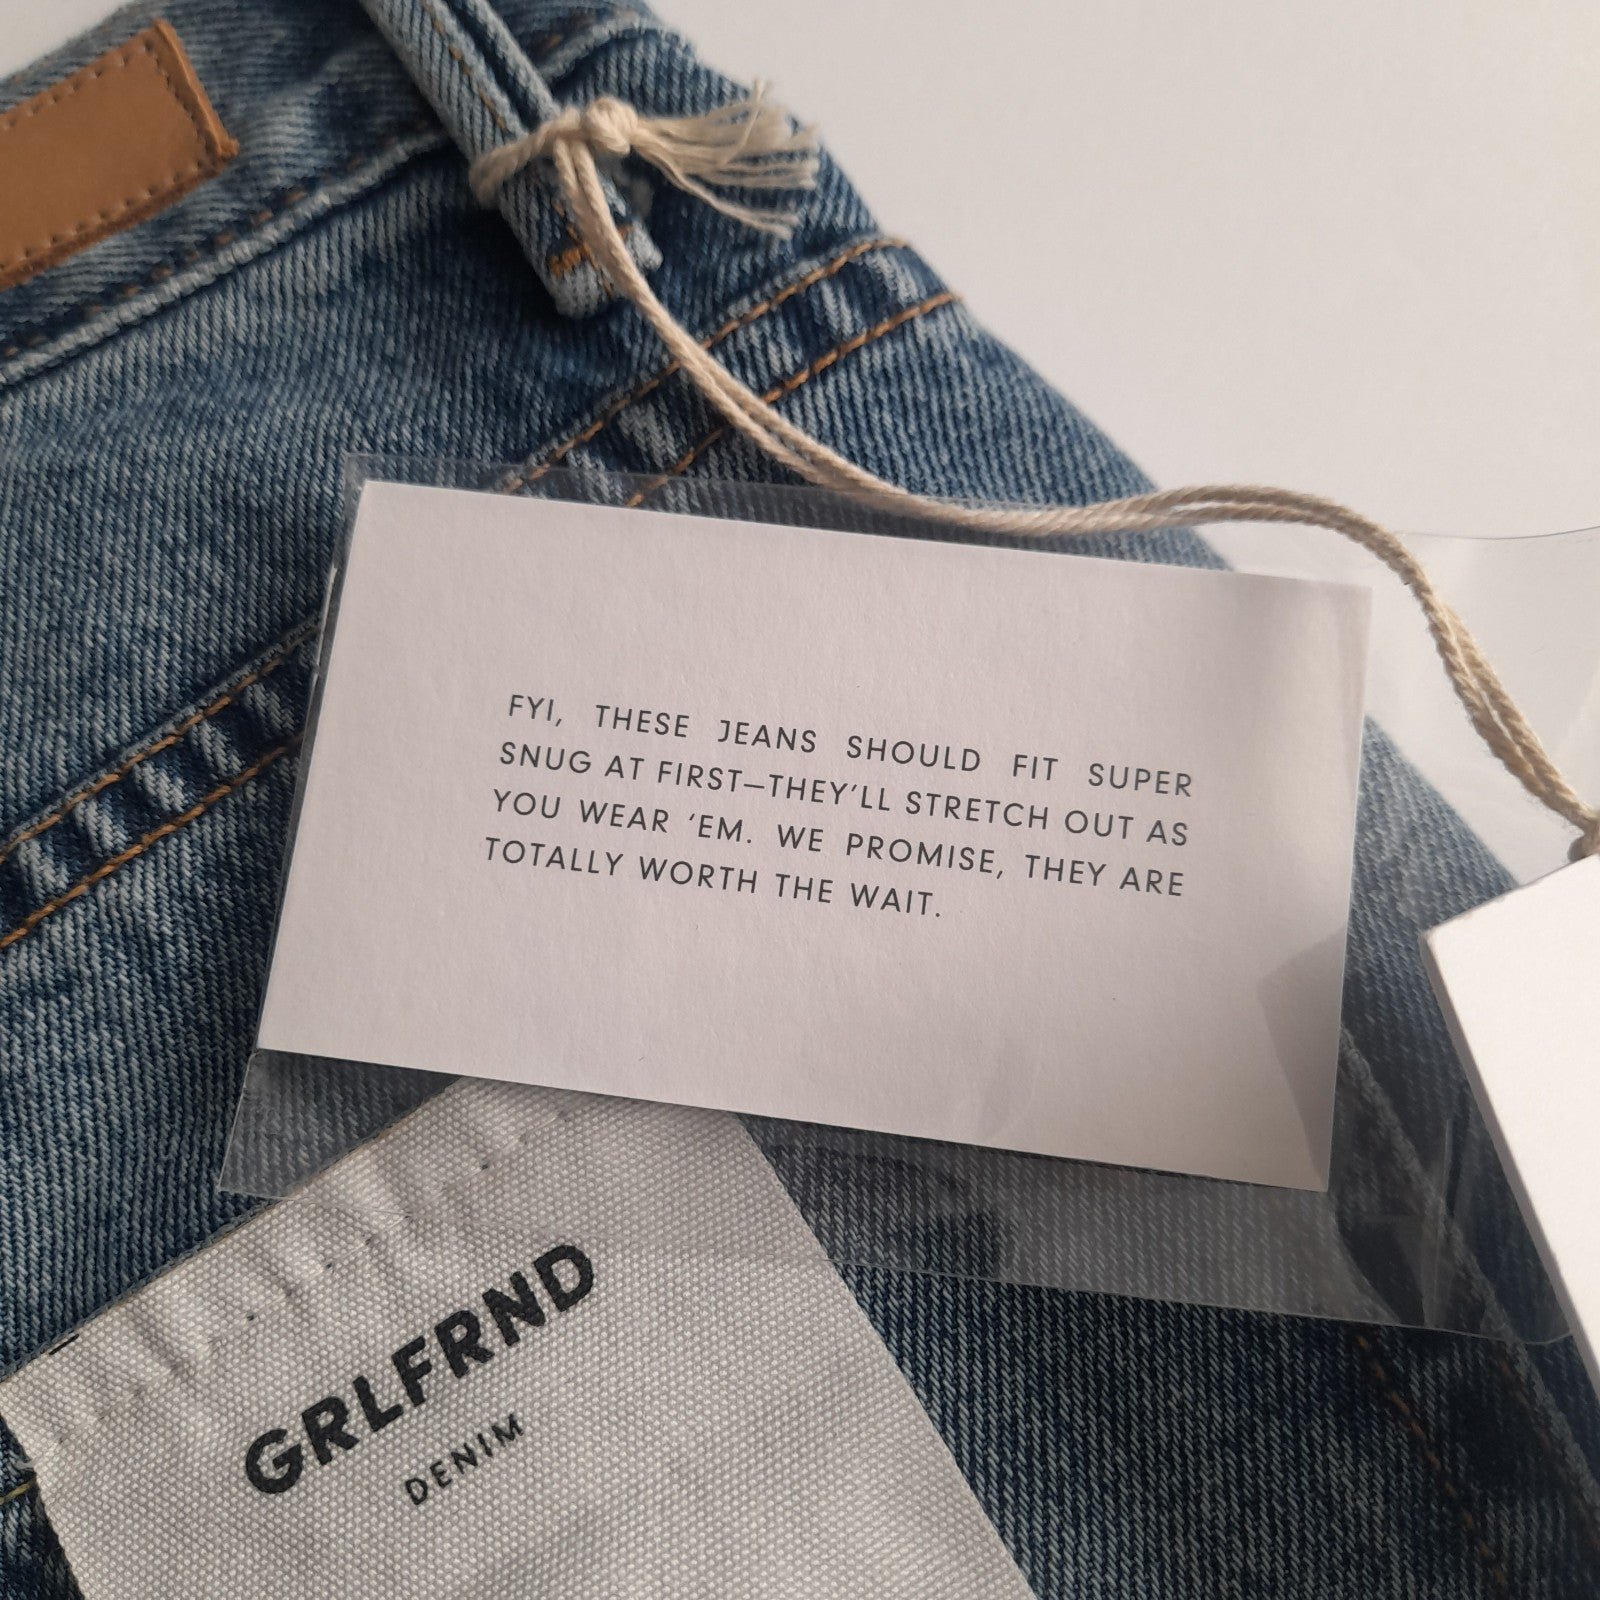 FYI, THESE JEANS SHOULD FIT SUPER
SNUG AT FIRST—THEY’LL STRETCH OUT AS
YOU WEAR ‘EM. WE PROMISE, THEY ARE
TOTALLY WORTH THE WAIT.
GRLFRND
DENIM